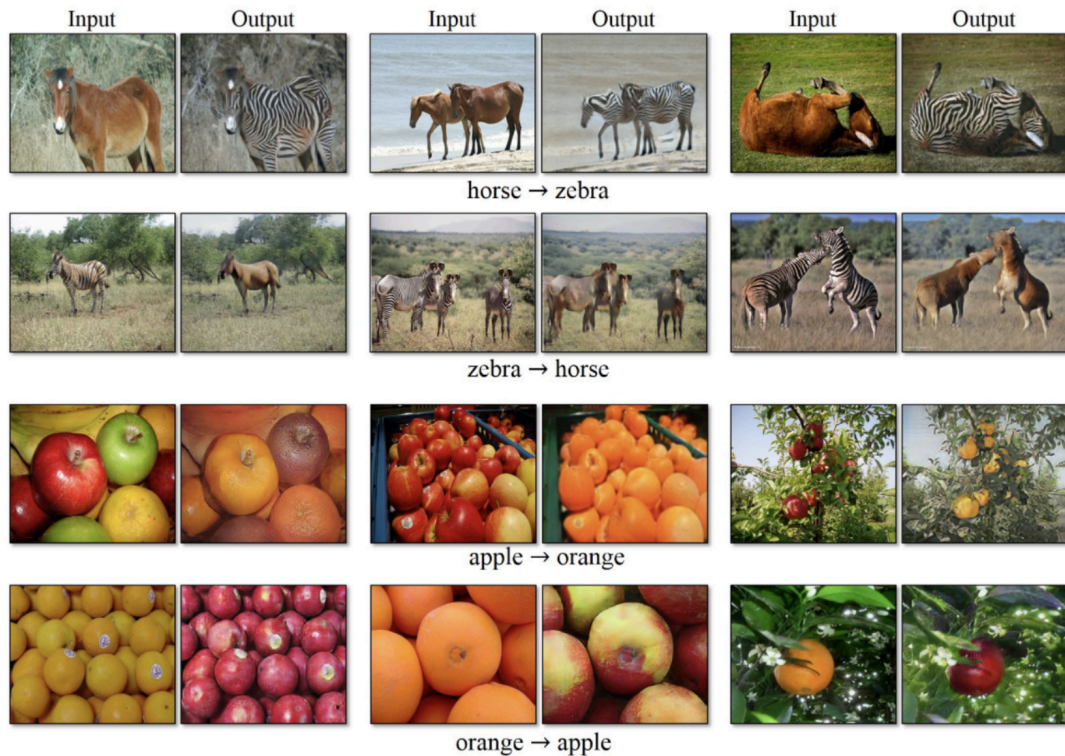 Input Output Input Output Input Output
horse → zebra
zebra → horse
apple → orange
orange → apple